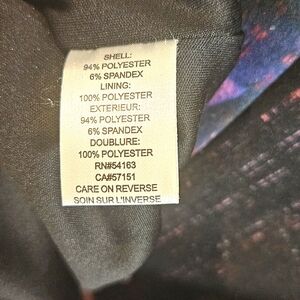 SHELL:
94% POLYESTER
6% SPANDEX
LINING:
100% POLYESTER
EXTERIEUR:
94% POLYESTER
6% SPANDEX
DOUBLURE:
100% POLYESTER
RN#54163
CA#57151
CARE ON REVERSE
SOIN SUR L'INVERSE